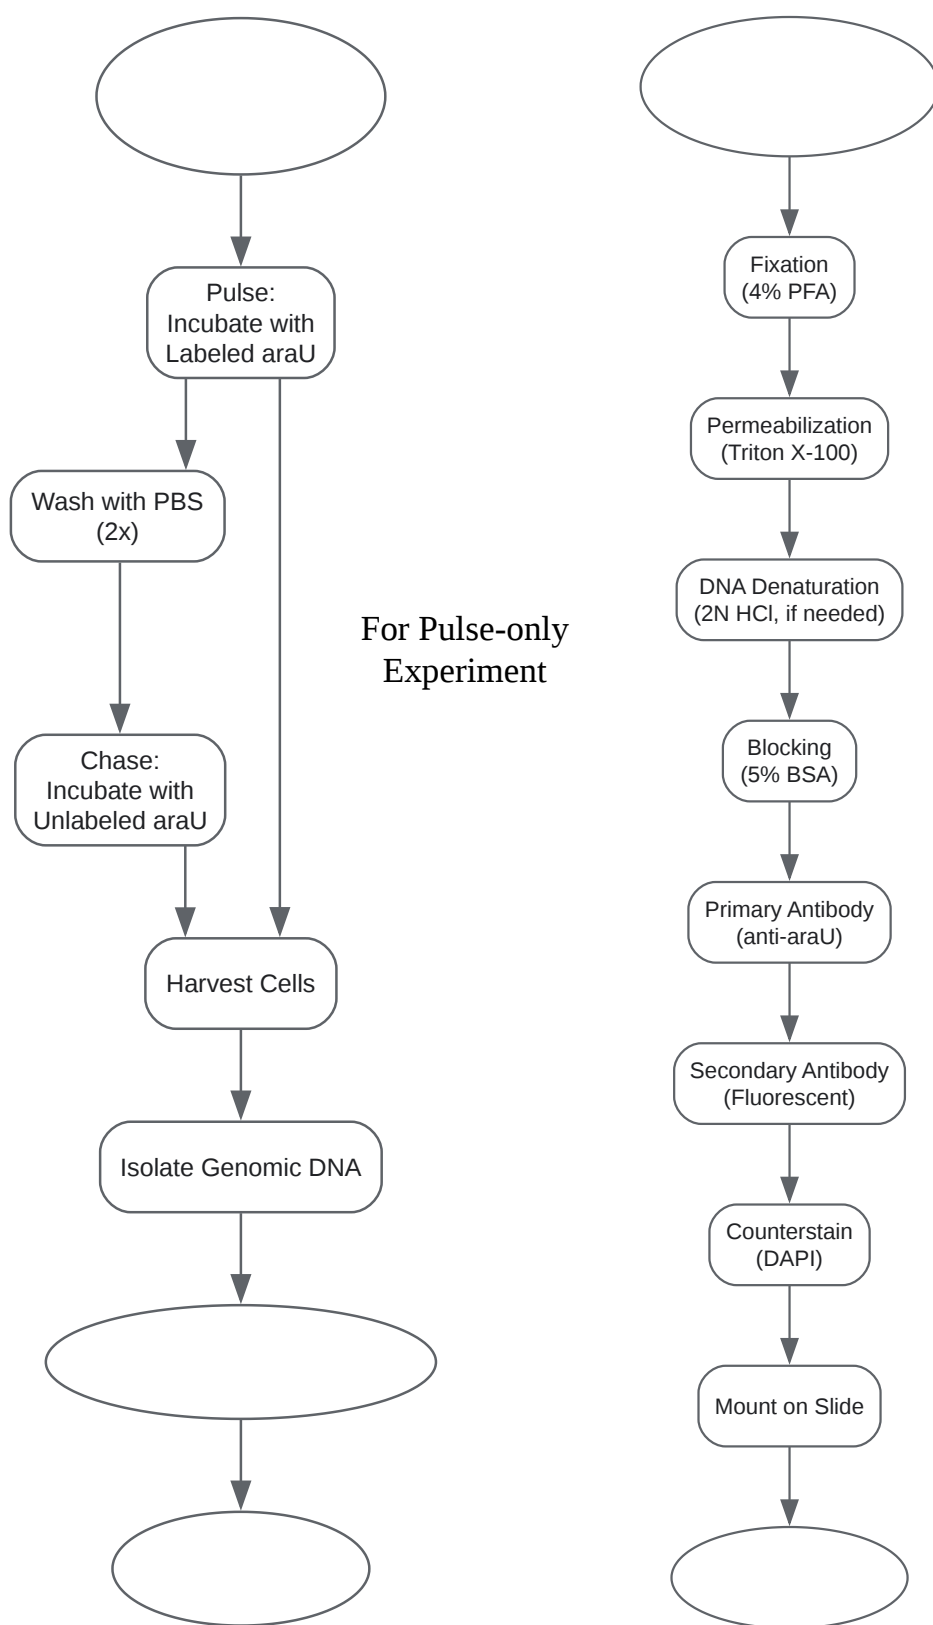 Pulse:
Incubate with
Labeled araU
Wash with PBS
(2x)
For Pulse-only
Experiment
Chase:
Incubate with
Unlabeled araU
Harvest Cells
Isolate Genomic DNA
Fixation
(4% PFA)
Permeabilization
(Triton X-100)
DNA Denaturation
(2N HCl, if needed)
Blocking
(5% BSA)
Primary Antibody
(anti-araU)
Secondary Antibody
(Fluorescent)
Counterstain
(DAPI)
Mount on Slide